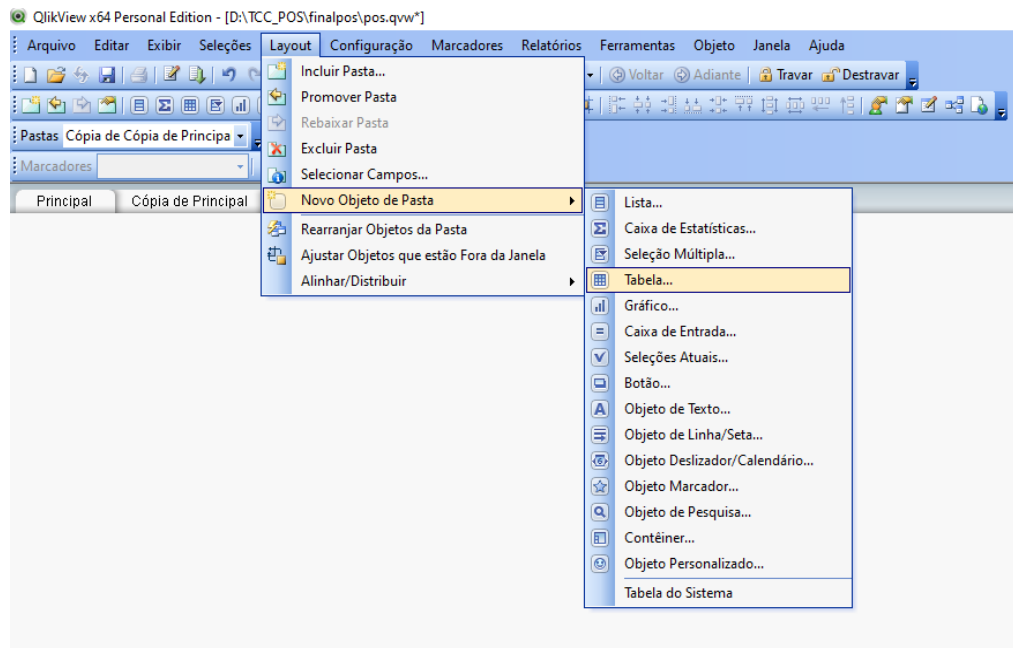 QlikView x64 Personal Edition - [D:\TCC_POS\finalpos\pos.qvw*]
Arquivo Editar Exibir Seleções Layout Configuração Marcadores Relatórios Ferramentas Objeto Janela Ajuda
Voltar Adiante Travar Destravar
Pastas Cópia de Cópia de Principa
Marcadores
Principal Cópia de Principal
Incluir Pasta...
Promover Pasta
Rebaixar Pasta
Excluir Pasta
Selecionar Campos...
Novo Objeto de Pasta
Rearranjar Objetos da Pasta
Ajustar Objetos que estão Fora da Janela
Alinhar/Distribuir
Lista...
Caixa de Estatísticas...
Seleção Múltipla...
Tabela...
Gráfico...
Caixa de Entrada...
Seleções Atuais...
Botão...
Objeto de Texto...
Objeto de Linha/Seta...
Objeto Deslizador/Calendário...
Objeto Marcador...
Objeto de Pesquisa...
Contêiner...
Objeto Personalizado...
Tabela do Sistema